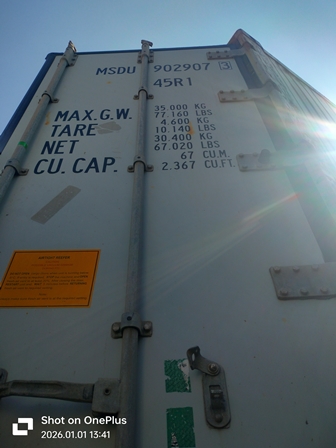 MSDU 902907 3
45R1
MAX.G.W. 35.000 KG
77.160 LBS
TARE 4.600 KG
10.140 LBS
NET 30.400 KG
67.020 LBS
CU. CAP. 67 CU.M.
2.367 CU.FT.
Shot on OnePlus
2026.01.01 13:41